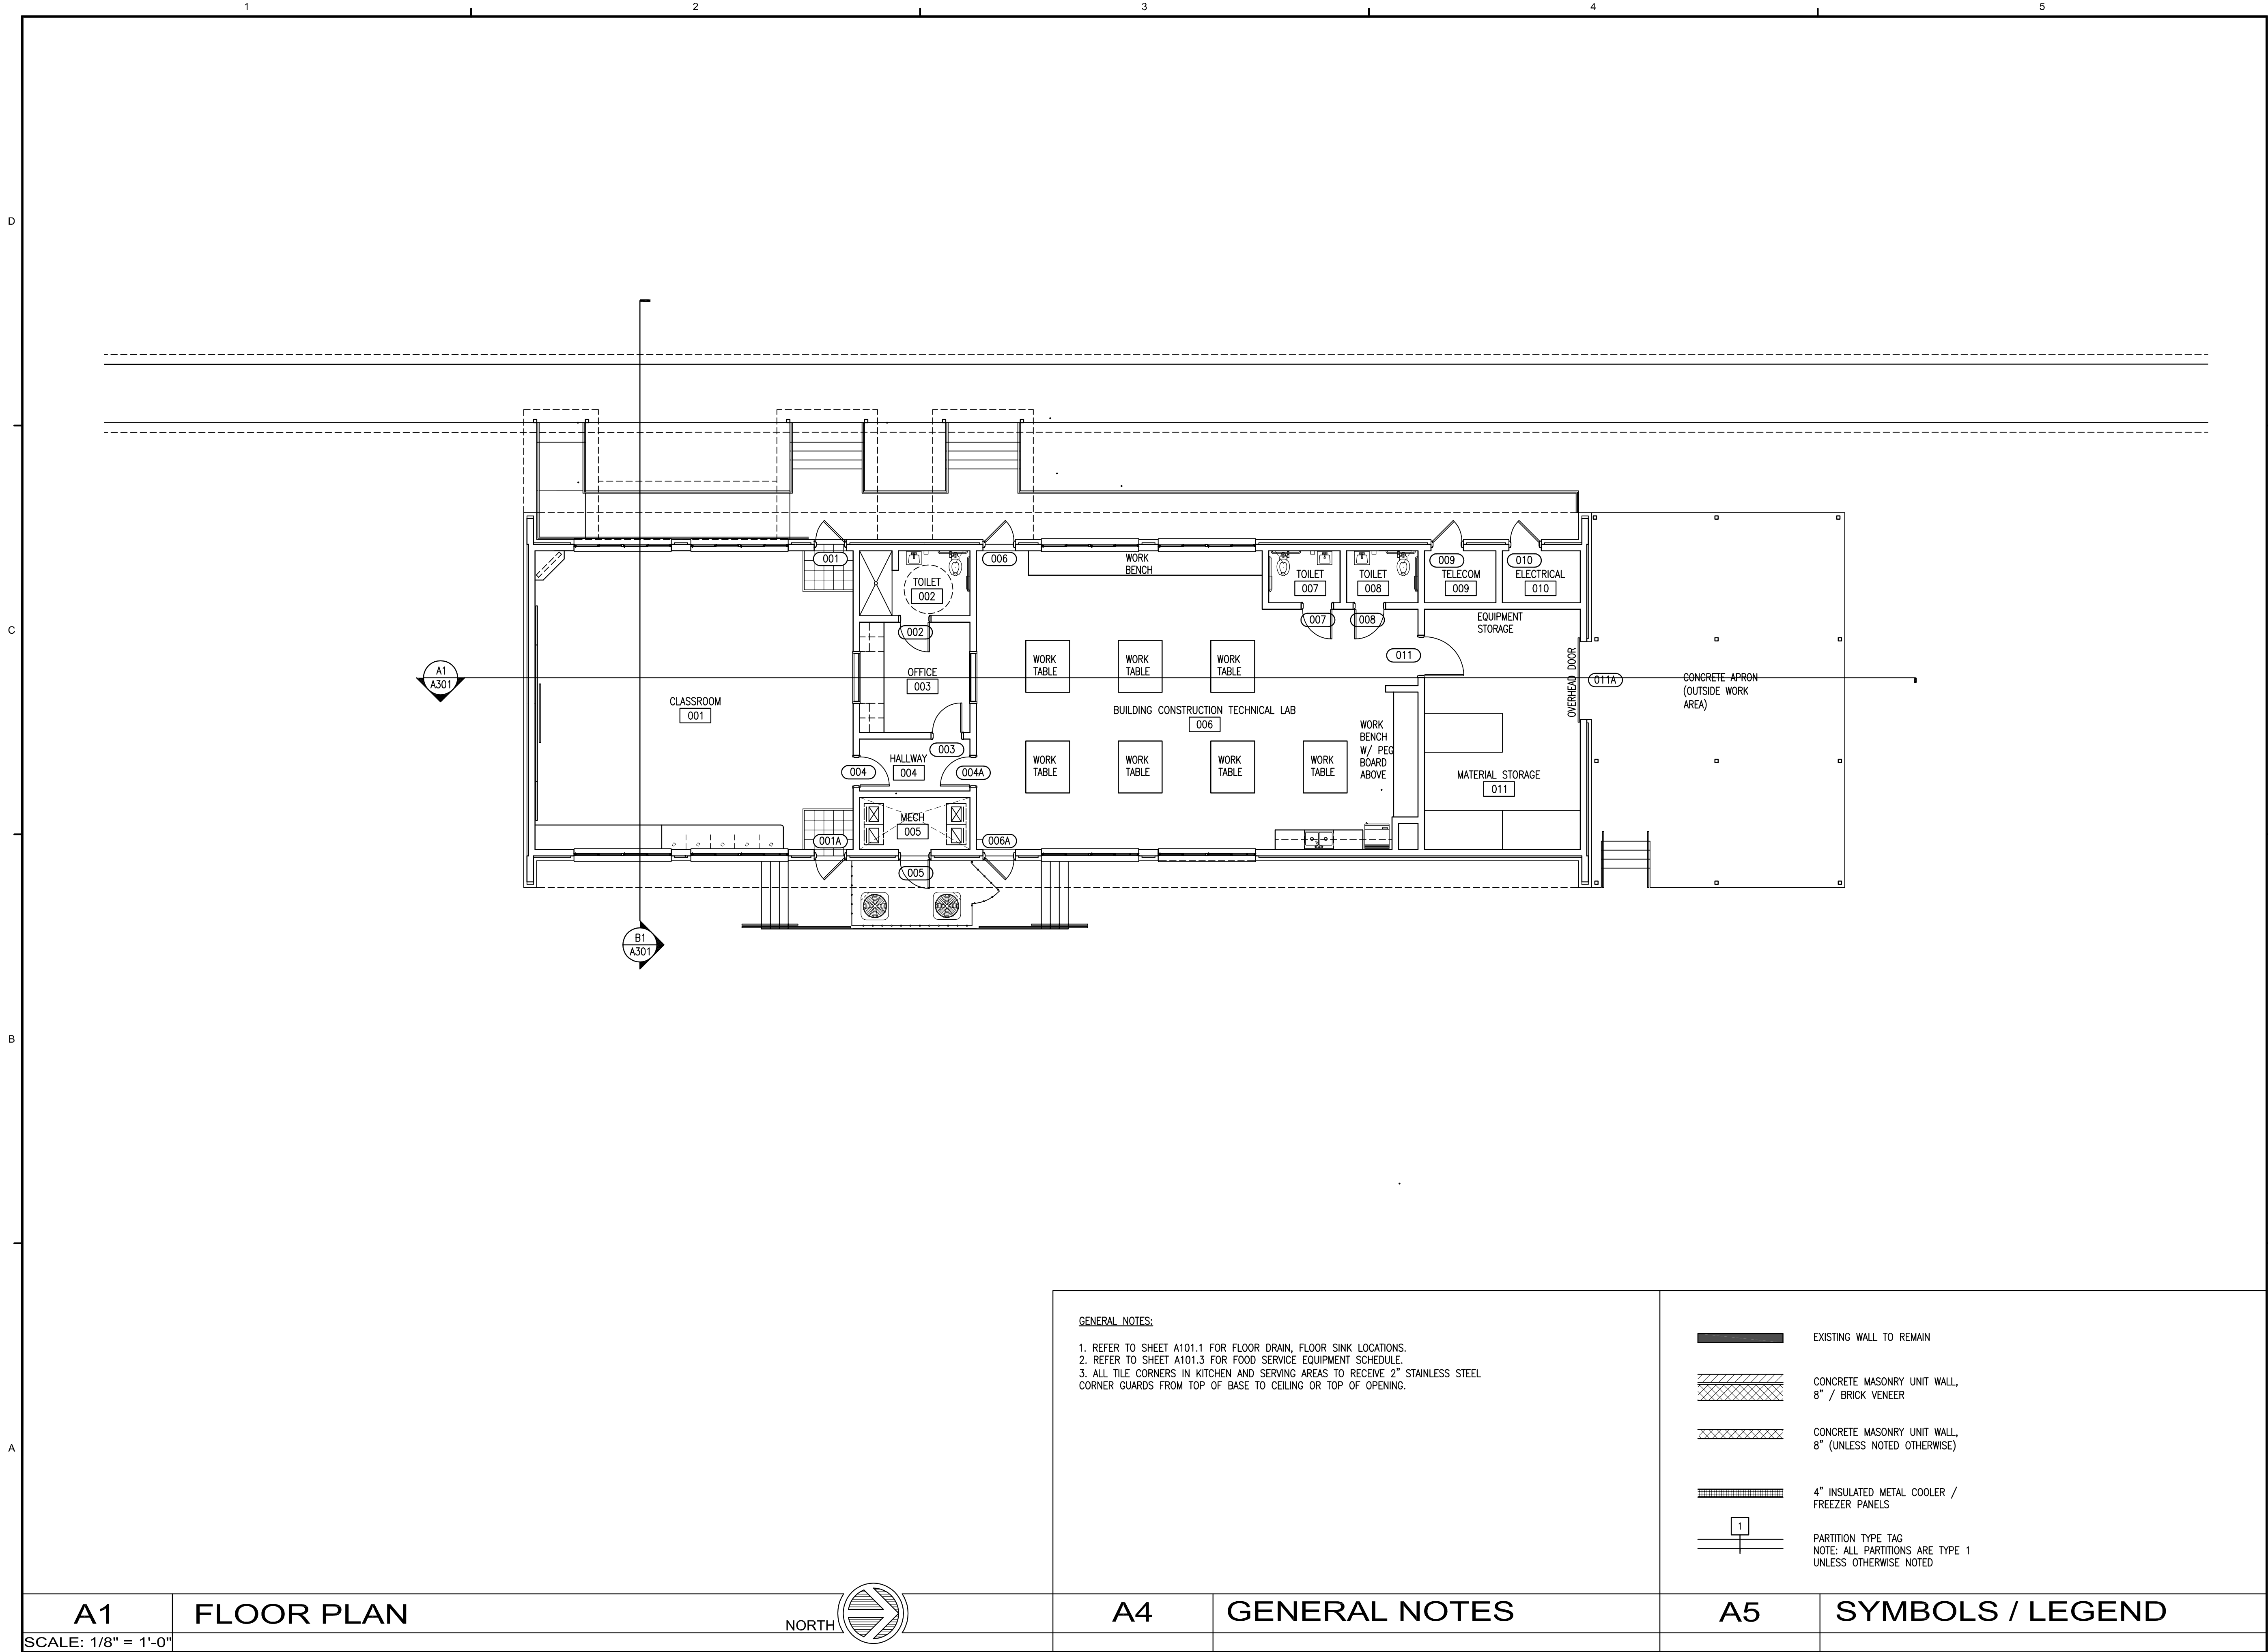 1
2
3
4
5
D
C
B
A
001
TOILET
002
002
006
WORK
BENCH
TOILET
007
007
TOILET
008
008
009
TELECOM
009
010
ELECTRICAL
010
EQUIPMENT
STORAGE
A1
A301
CLASSROOM
001
OFFICE
003
003
WORK
TABLE
WORK
TABLE
WORK
TABLE
011
OVERHEAD DOOR
011A
CONCRETE APRON
(OUTSIDE WORK
AREA)
BUILDING CONSTRUCTION TECHNICAL LAB
006
WORK
BENCH
W/ PEG
BOARD
ABOVE
004
HALLWAY
004
004A
WORK
TABLE
WORK
TABLE
WORK
TABLE
WORK
TABLE
MATERIAL STORAGE
011
001A
MECH
005
006A
005
B1
A301
GENERAL NOTES:
1. REFER TO SHEET A101.1 FOR FLOOR DRAIN, FLOOR SINK LOCATIONS.
2. REFER TO SHEET A101.3 FOR FOOD SERVICE EQUIPMENT SCHEDULE.
3. ALL TILE CORNERS IN KITCHEN AND SERVING AREAS TO RECEIVE 2" STAINLESS STEEL
CORNER GUARDS FROM TOP OF BASE TO CEILING OR TOP OF OPENING.
EXISTING WALL TO REMAIN
CONCRETE MASONRY UNIT WALL,
8" / BRICK VENEER
CONCRETE MASONRY UNIT WALL,
8" (UNLESS NOTED OTHERWISE)
4" INSULATED METAL COOLER /
FREEZER PANELS
1
PARTITION TYPE TAG
NOTE: ALL PARTITIONS ARE TYPE 1
UNLESS OTHERWISE NOTED
A1
FLOOR PLAN
NORTH
SCALE: 1/8" = 1'-0"
A4
GENERAL NOTES
A5
SYMBOLS / LEGEND